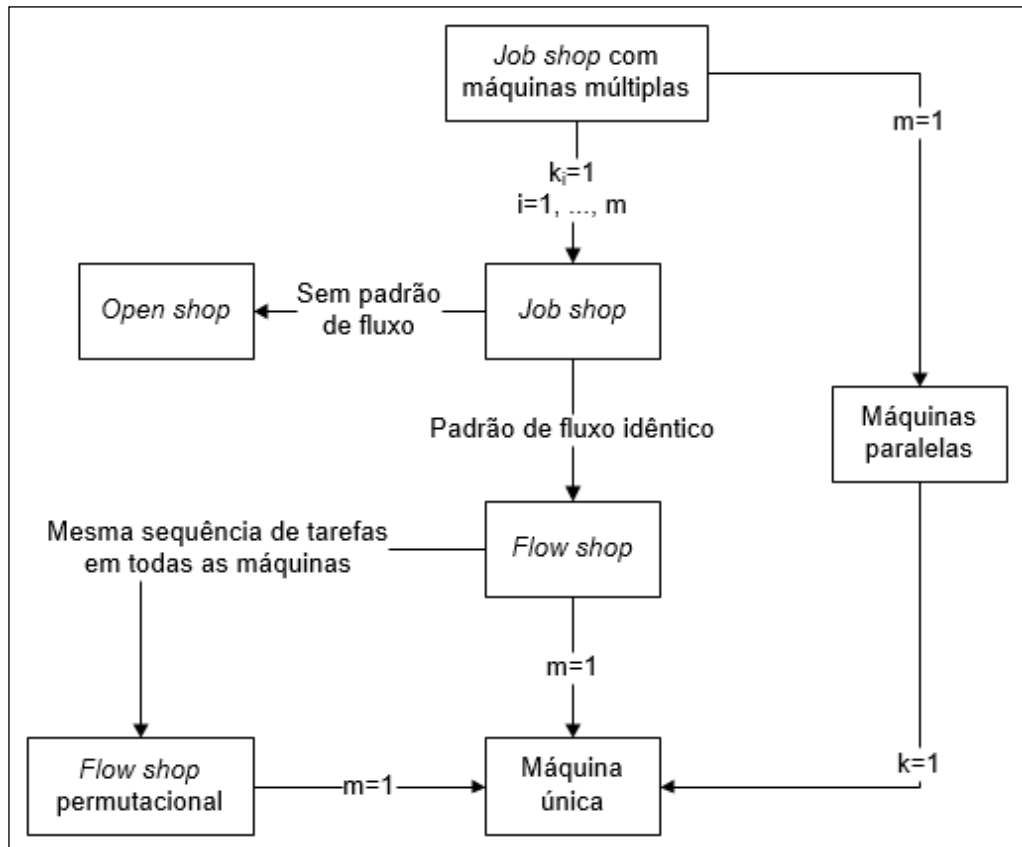 Job shop com
máquinas múltiplas
m=1
kᵢ=1
i=1, ..., m
Open shop
Sem padrão
de fluxo
Job shop
Padrão de fluxo idêntico
Máquinas
paralelas
Mesma sequência de tarefas
em todas as máquinas
Flow shop
m=1
Flow shop
permutacional
m=1
Máquina
única
k=1